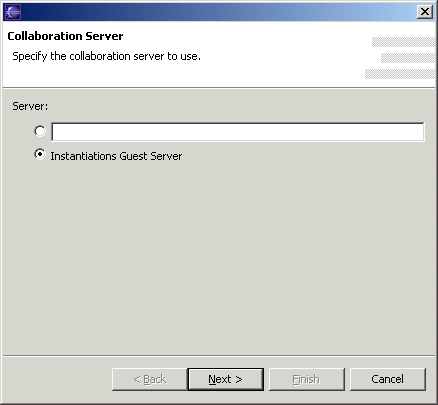 Collaboration Server
Specify the collaboration server to use.
Server:
Instantiations Guest Server
< Back Next > Finish Cancel